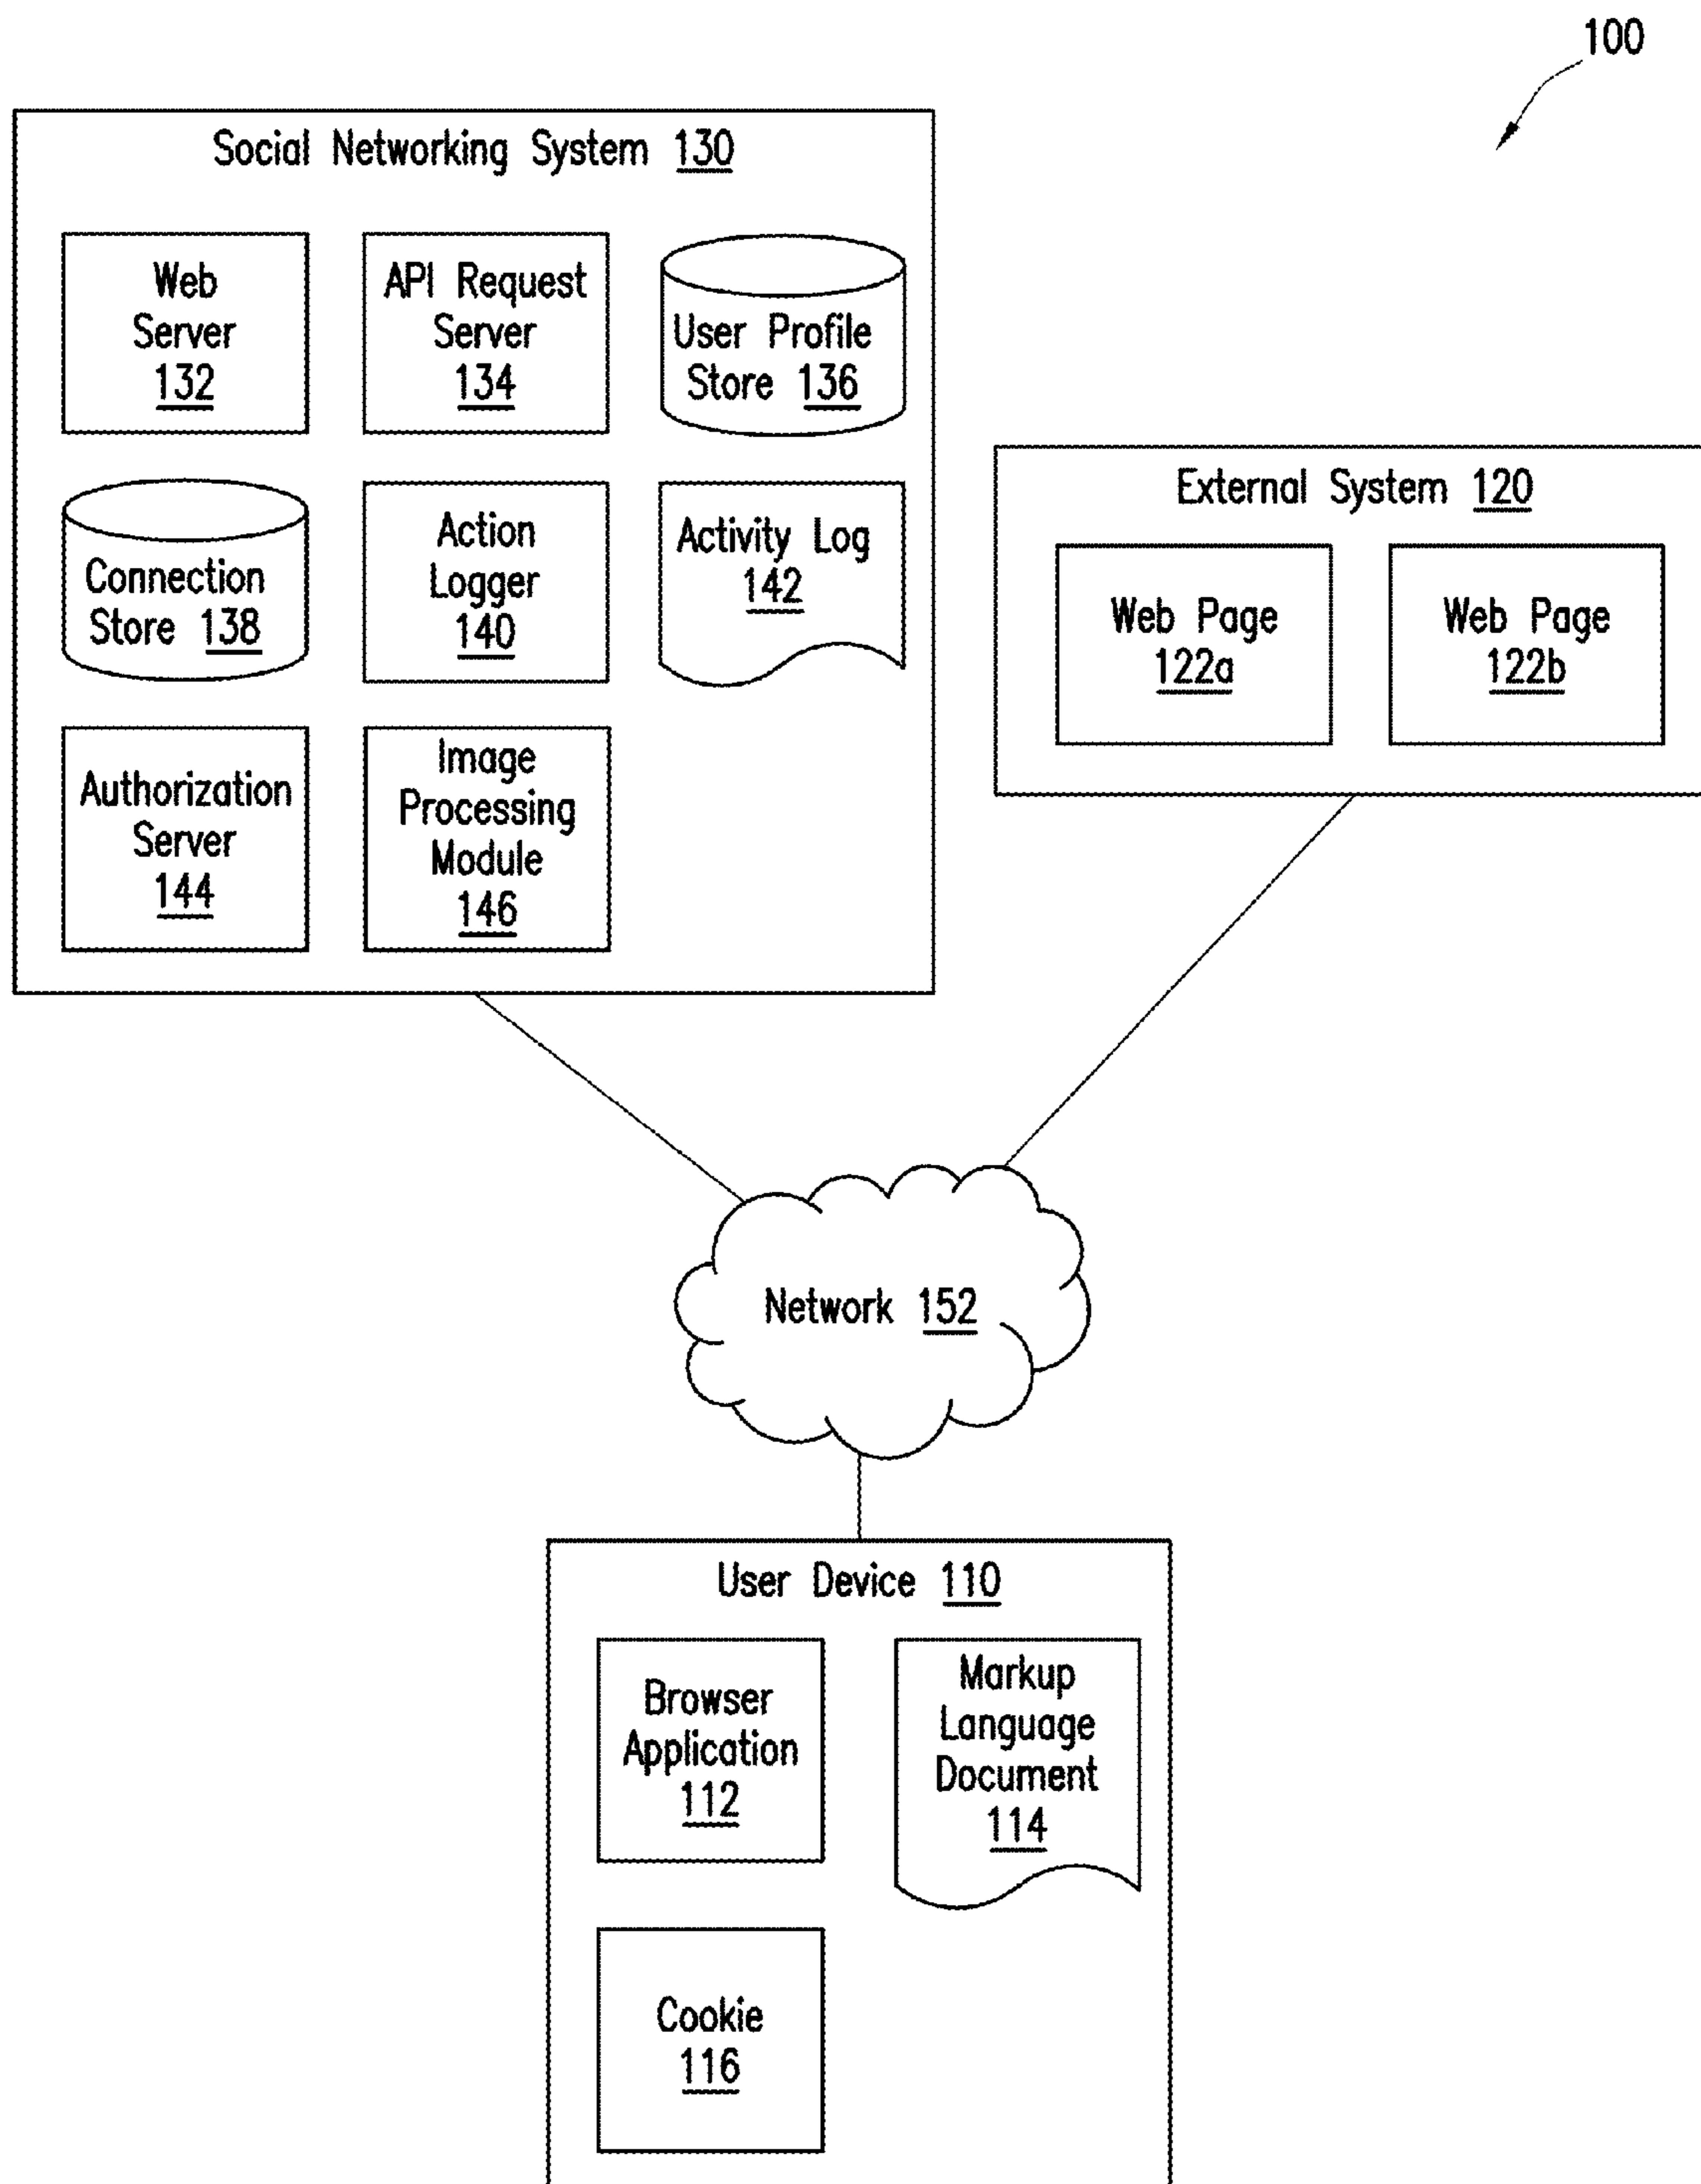 100
Social Networking System 130
Web
Server
132
API Request
Server
134
User Profile
Store 136
Connection
Store 138
Action
Logger
140
Activity Log
142
Authorization
Server
144
Image
Processing
Module
146
External System 120
Web Page
122a
Web Page
122b
Network 152
User Device 110
Browser
Application
112
Markup
Language
Document
114
Cookie
116